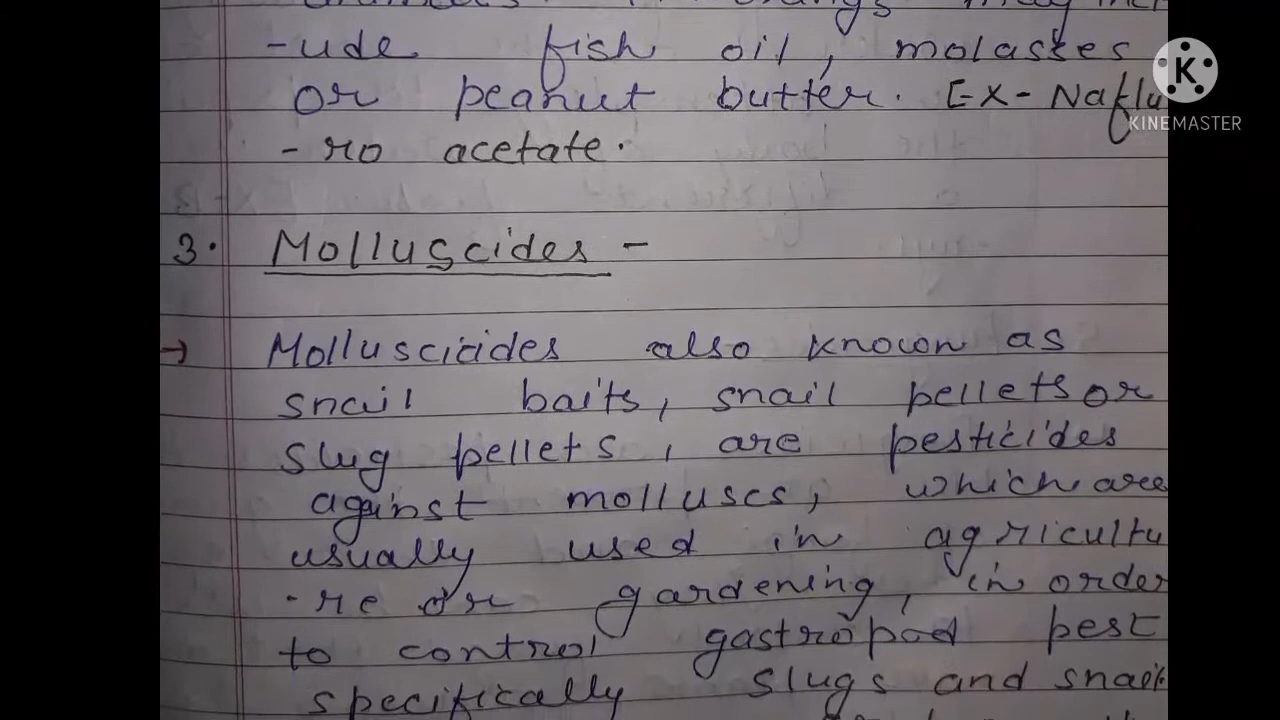 -ude fish oil, molasses
or peanut butter. Ex- Naflu
-ro acetate.
3. Molluscides -
→ Molluscicides also known as
snail baits, snail pellets or
slug pellets, are pesticides
against molluscs, which are
usually used in agricultu
-re or gardening, in order
to control gastropod pest
specifically slugs and snails
K
KINEMASTER